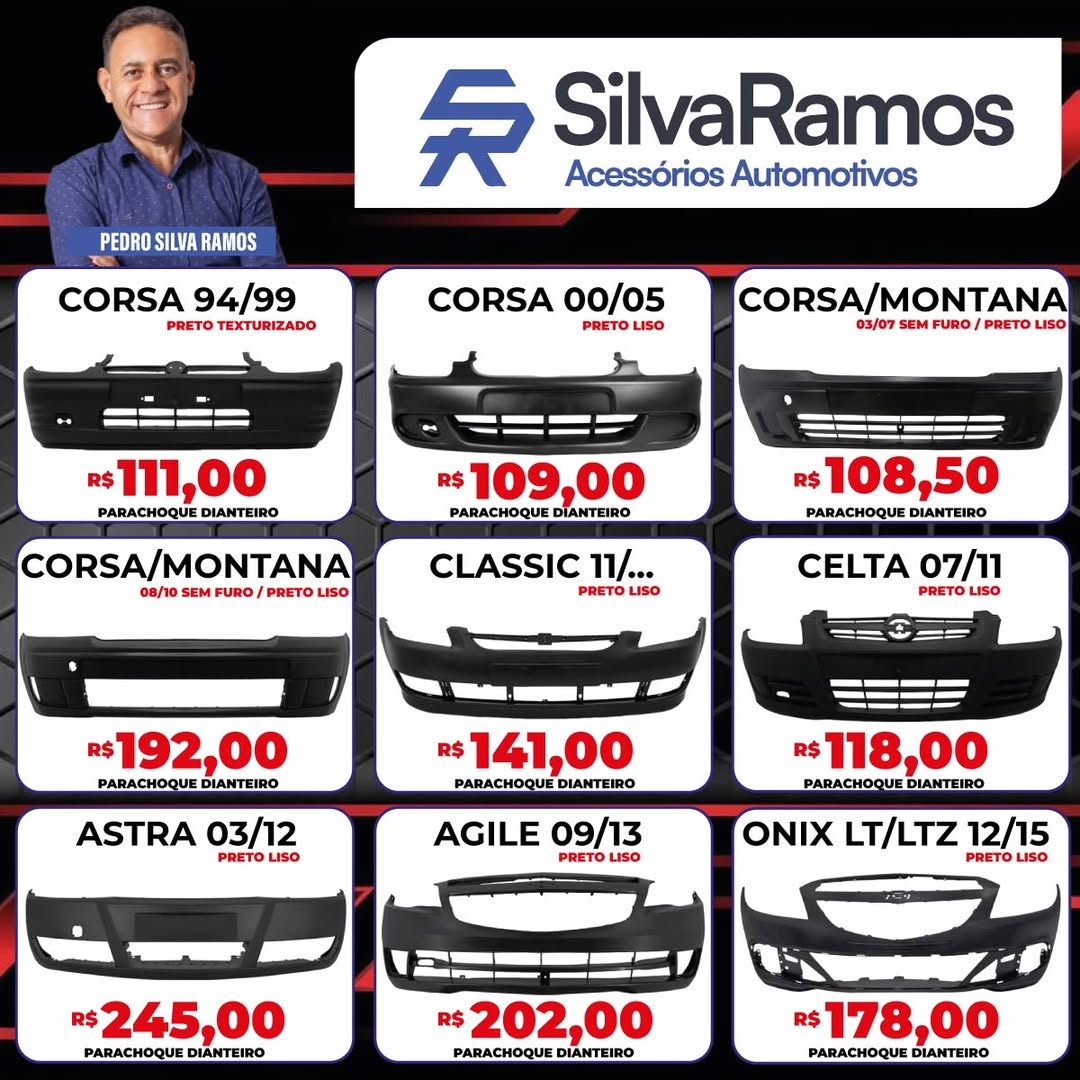 SilvaRamos
Acessórios Automotivos
PEDRO SILVA RAMOS
CORSA 94/99
PRETO TEXTURIZADO
R$ 111,00
PARACHOQUE DIANTEIRO
CORSA 00/05
PRETO LISO
R$ 109,00
PARACHOQUE DIANTEIRO
CORSA/MONTANA
03/07 SEM FURO / PRETO LISO
R$ 108,50
PARACHOQUE DIANTEIRO
CORSA/MONTANA
08/10 SEM FURO / PRETO LISO
R$ 192,00
PARACHOQUE DIANTEIRO
CLASSIC 11/...
PRETO LISO
R$ 141,00
PARACHOQUE DIANTEIRO
CELTA 07/11
PRETO LISO
R$ 118,00
PARACHOQUE DIANTEIRO
ASTRA 03/12
PRETO LISO
R$ 245,00
PARACHOQUE DIANTEIRO
AGILE 09/13
PRETO LISO
R$ 202,00
PARACHOQUE DIANTEIRO
ONIX LT/LTZ 12/15
PRETO LISO
R$ 178,00
PARACHOQUE DIANTEIRO